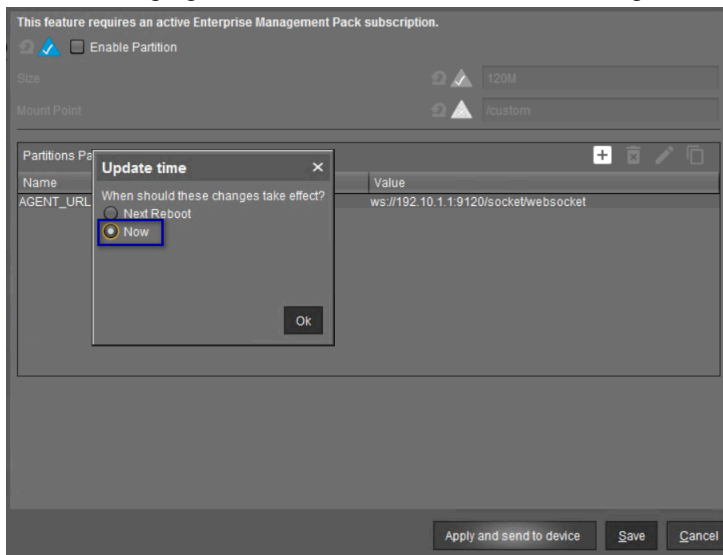 This feature requires an active Enterprise Management Pack subscription.
Enable Partition
Size
120M
Mount Point
/custom
Partitions Pa
Name
Value
AGENT_URL
ws://192.10.1.1:9120/socket/websocket
Update time
When should these changes take effect?
Next Reboot
Now
Ok
Apply and send to device
Save
Cancel